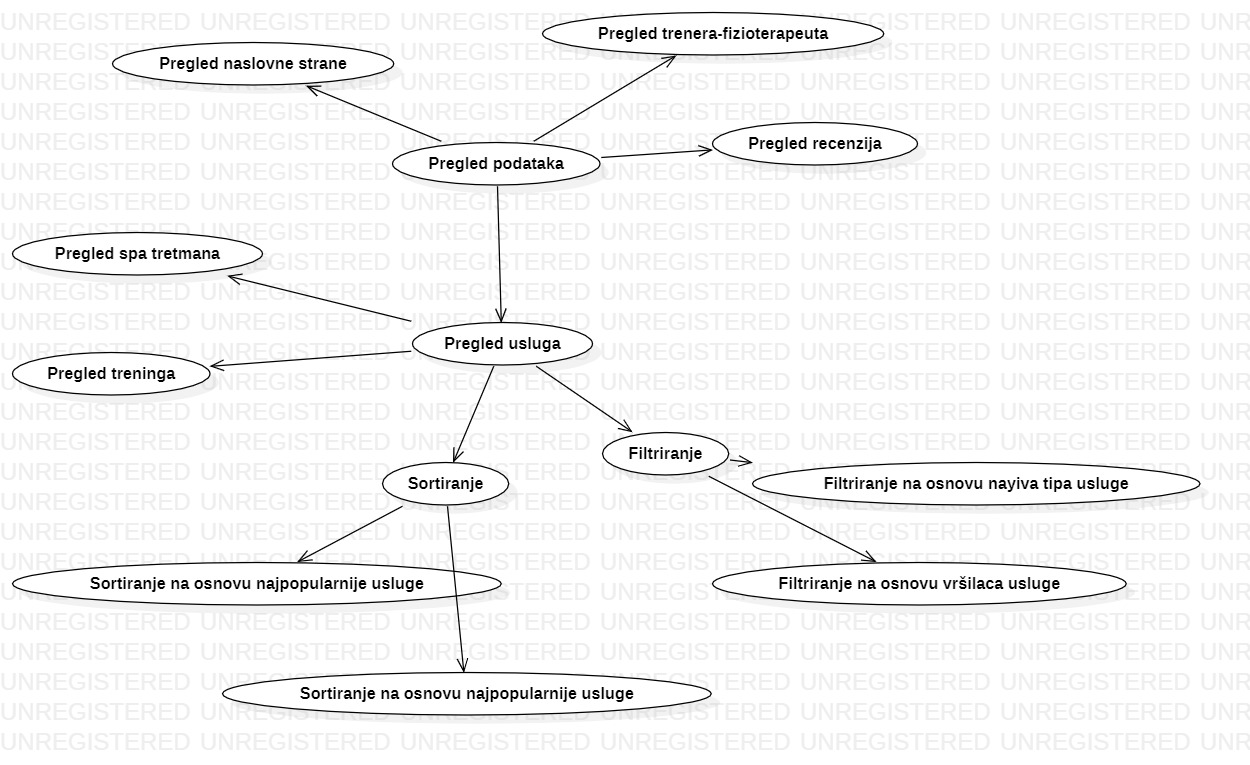 Pregled trenera-fizioterapeuta
Pregled naslovne strane
Pregled recenzija
Pregled podataka
Pregled spa tretmana
Pregled usluga
Pregled treninga
Filtriranje
Sortiranje
Filtriranje na osnovu nayiva tipa usluge
Sortiranje na osnovu najpopularnije usluge
Filtriranje na osnovu vršilaca usluge
Sortiranje na osnovu najpopularnije usluge
UNREGISTERED